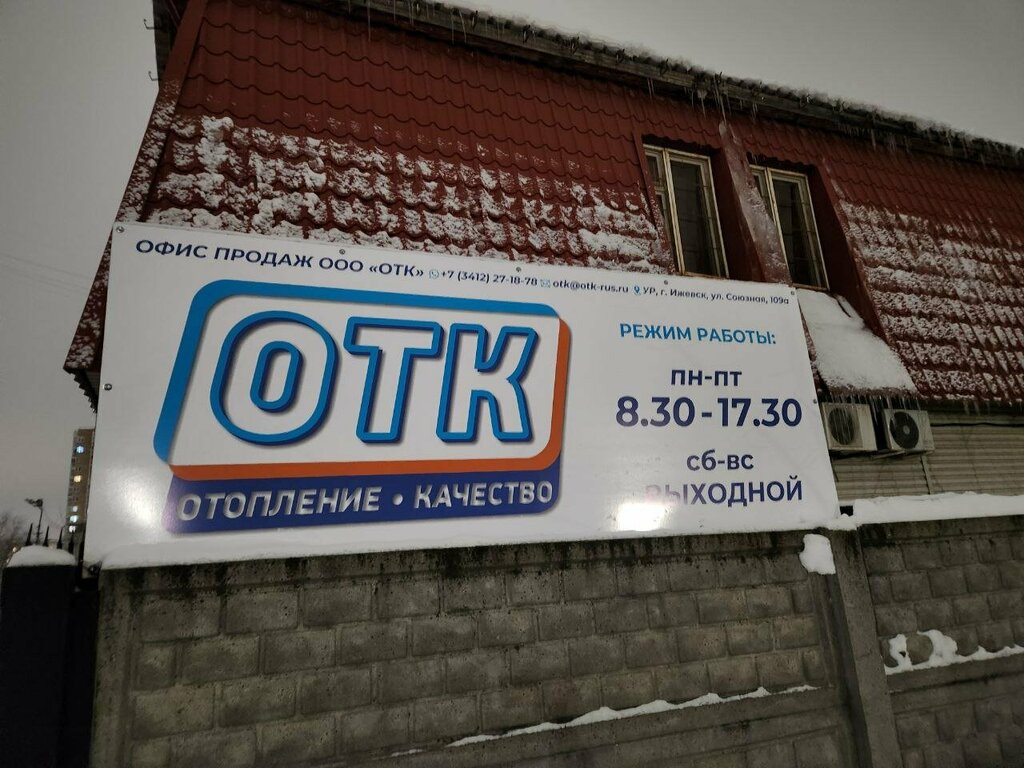 ОФИС ПРОДАЖ ООО «ОТК» +7 (3412) 27-18-78 otk@otk-rus.ru УР, г. Ижевск, ул. Союзная, 109а
ОТК
ОТОПЛЕНИЕ • КАЧЕСТВО
РЕЖИМ РАБОТЫ:
ПН-ПТ
8.30-17.30
СБ-ВС
ВЫХОДНОЙ